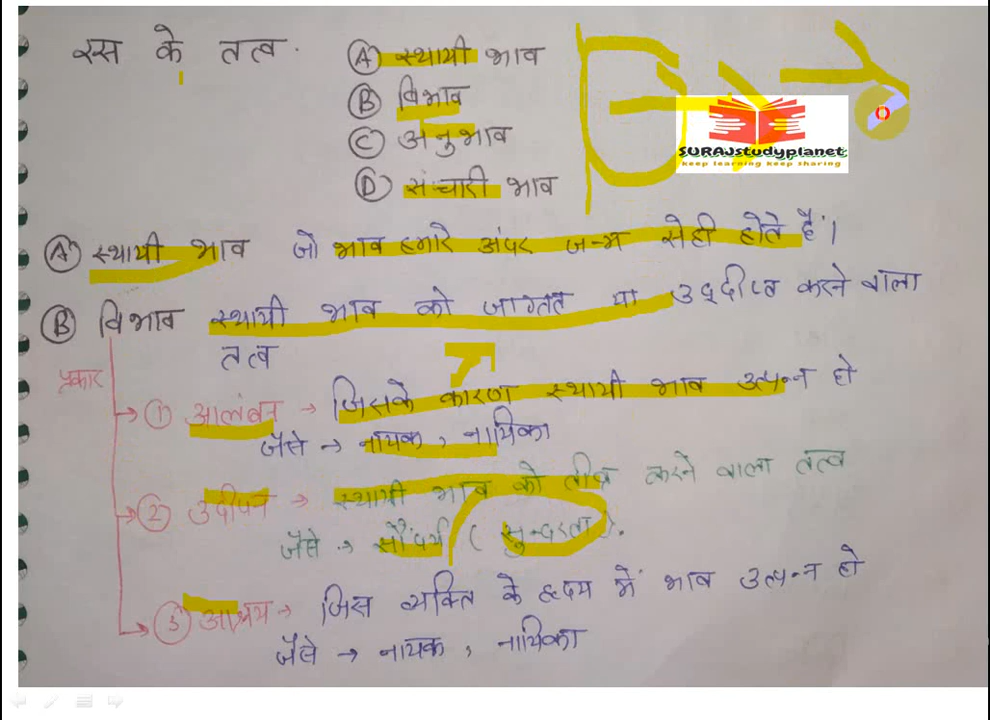 रस के तत्व.
(A) स्थायी भाव
(B) विभाव
(C) अनुभाव
(D) संचारी भाव
SURAJstudyplanet
keep learning keep sharing
(A) स्थायी भाव जो भाव हमारे अंदर जन्म सेही होते हैं।
(B) विभाव स्थायी भाव को जाग्तत या उद्दीप्त करने वाला
तत्व
प्रकार
→ (1) आलंबन → जिसके कारण स्थायी भाव उत्पन्न हो
जैसे → नायक, नायिका
→ (2) उदीपन → स्थायी भाव को तीव्र करने वाला तत्व
जैसे → सौंदर्य (सुन्दरता).
→ (3) आश्रय → जिस व्यक्ति के हृदय में भाव उत्पन्न हो
जैसे → नायक, नायिका